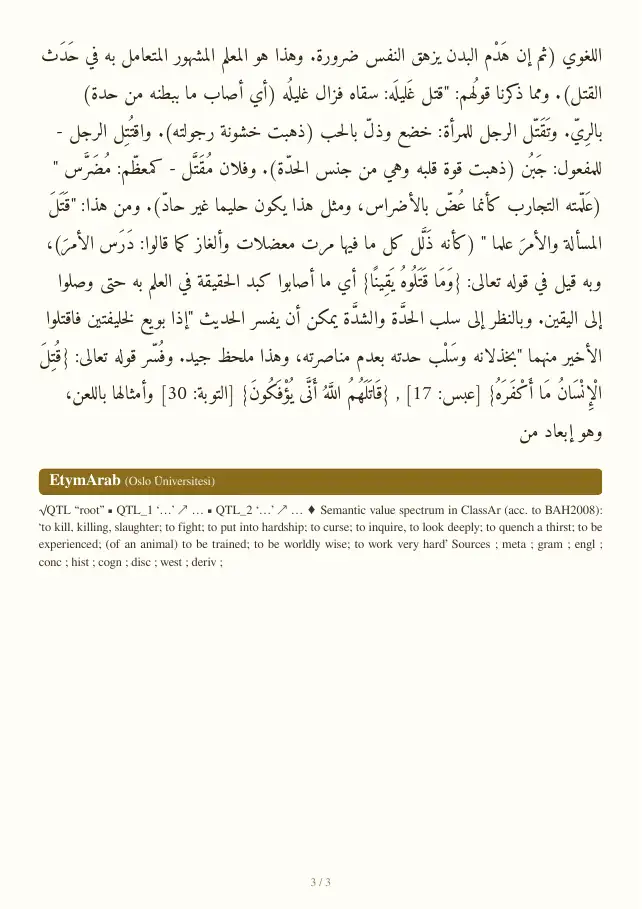 اللغوي (ثم إن هَدْم البدن يزهق النفس ضرورة. وهذا هو المعلم المشهور المتعامل به في حَدَث
القتل). ومما ذكرنا قولُهم: "قتل غَليلَه: سقاه فزال غليلُه (أي أصاب ما ببطنه من حدة)
بالرِيّ. وتَقَتّل الرجل للمرأة: خضع وذلّ بالحب (ذهبت خشونة رجولته). واقتُتِل الرجل -
للمفعول: جَبُن (ذهبت قوة قلبه وهي من جنس الحدّة). وفلان مُقَتَّل - كمعظّم: مُضَرَّس "
(عَلّمته التجارب كأنما عُضّ بالأضراس، ومثل هذا يكون حليما غير حادّ). ومن هذا: "قَتَلَ
المسألة والأمرَ علما " (كأنه ذَلّل كل ما فيها مرت معضلات وألغاز كما قالوا: دَرَس الأمرَ)،
وبه قيل في قوله تعالى: {وَمَا قَتَلُوهُ يَقِينًا} أي ما أصابوا كبد الحقيقة في العلم به حتى وصلوا
إلى اليقين. وبالنظر إلى سلب الحدَّة والشدَّة يمكن أن يفسر الحديث "إذا بويع لخليفتين فاقتلوا
الأخير منهما "بخذلانه وسَلْب حدته بعدم مناصرته، وهذا ملحظ جيد. وفُسّر قوله تعالى: {قُتِلَ
الْإِنْسَانُ مَا أَكْفَرَهُ} [عبس: 17] , {قَاتَلَهُمُ اللَّهُ أَنَّى يُؤْفَكُونَ} [التوبة: 30] وأمثالها باللعن،
وهو إبعاد من
EtymArab (Oslo Üniversitesi)
√QTL “root” ▪ QTL_1 ‘…’ ↗ … ▪ QTL_2 ‘…’ ↗ … ♦ Semantic value spectrum in ClassAr (acc. to BAH2008):
‘to kill, killing, slaughter; to fight; to put into hardship; to curse; to inquire, to look deeply; to quench a thirst; to be
experienced; (of an animal) to be trained; to be worldly wise; to work very hard’ Sources ; meta ; gram ; engl ;
conc ; hist ; cogn ; disc ; west ; deriv ;
3 / 3